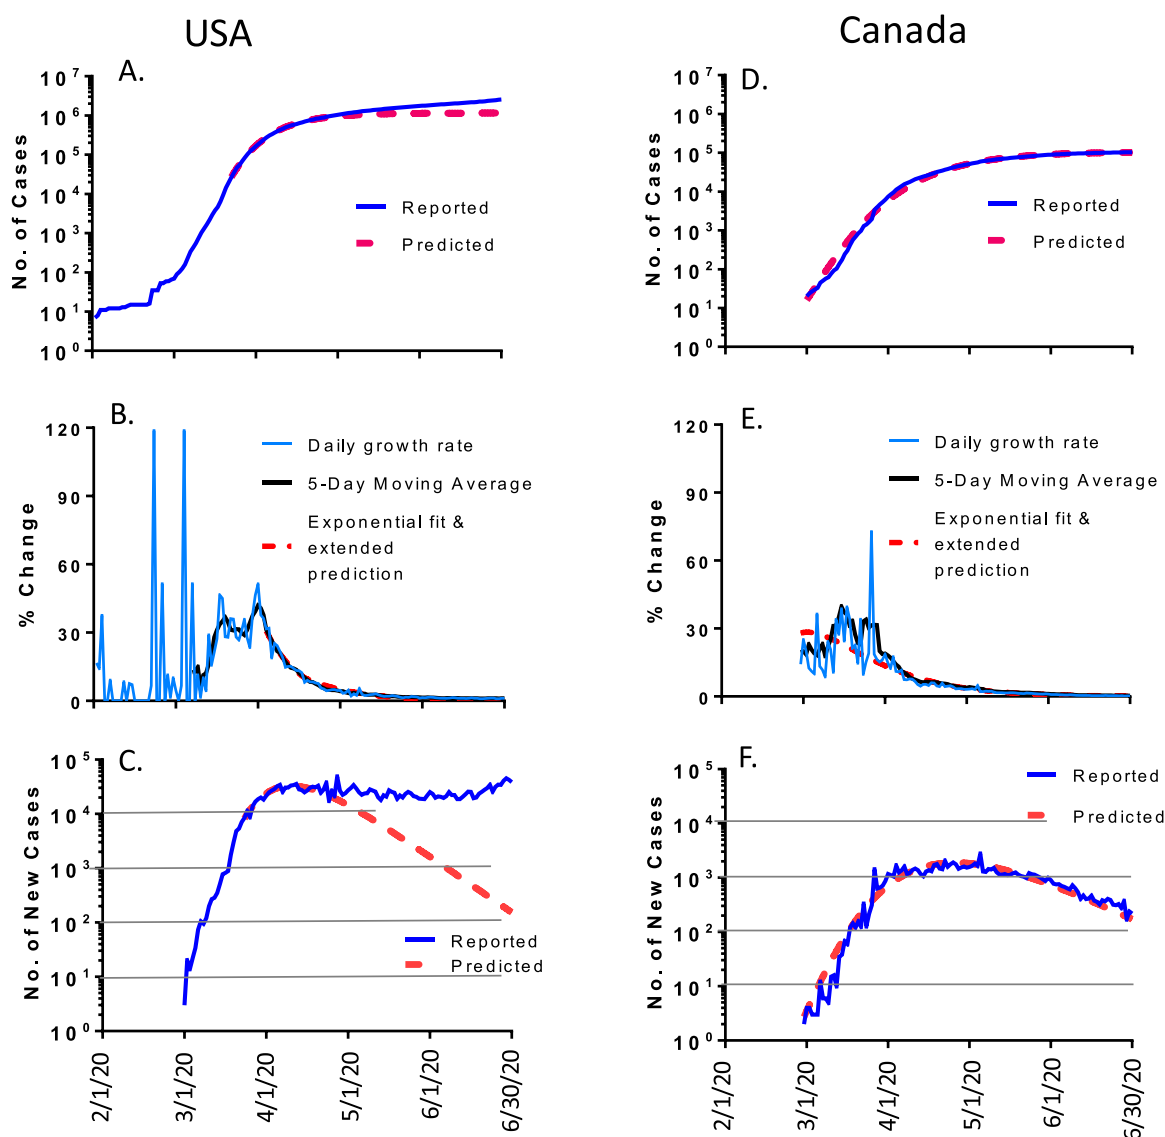 USA
Canada
A.
No. of Cases
10^7
10^6
10^5
10^4
10^3
10^2
10^1
10^0
Reported
Predicted
D.
No. of Cases
10^7
10^6
10^5
10^4
10^3
10^2
10^1
10^0
Reported
Predicted
B.
% Change
120
90
60
30
0
Daily growth rate
5-Day Moving Average
Exponential fit &
extended
prediction
E.
% Change
120
90
60
30
0
Daily growth rate
5-Day Moving Average
Exponential fit &
extended
prediction
C.
No. of New Cases
10^5
10^4
10^3
10^2
10^1
10^0
Reported
Predicted
2/1/20
3/1/20
4/1/20
5/1/20
6/1/20
6/30/20
F.
No. of New Cases
10^5
10^4
10^3
10^2
10^1
10^0
Reported
Predicted
2/1/20
3/1/20
4/1/20
5/1/20
6/1/20
6/30/20